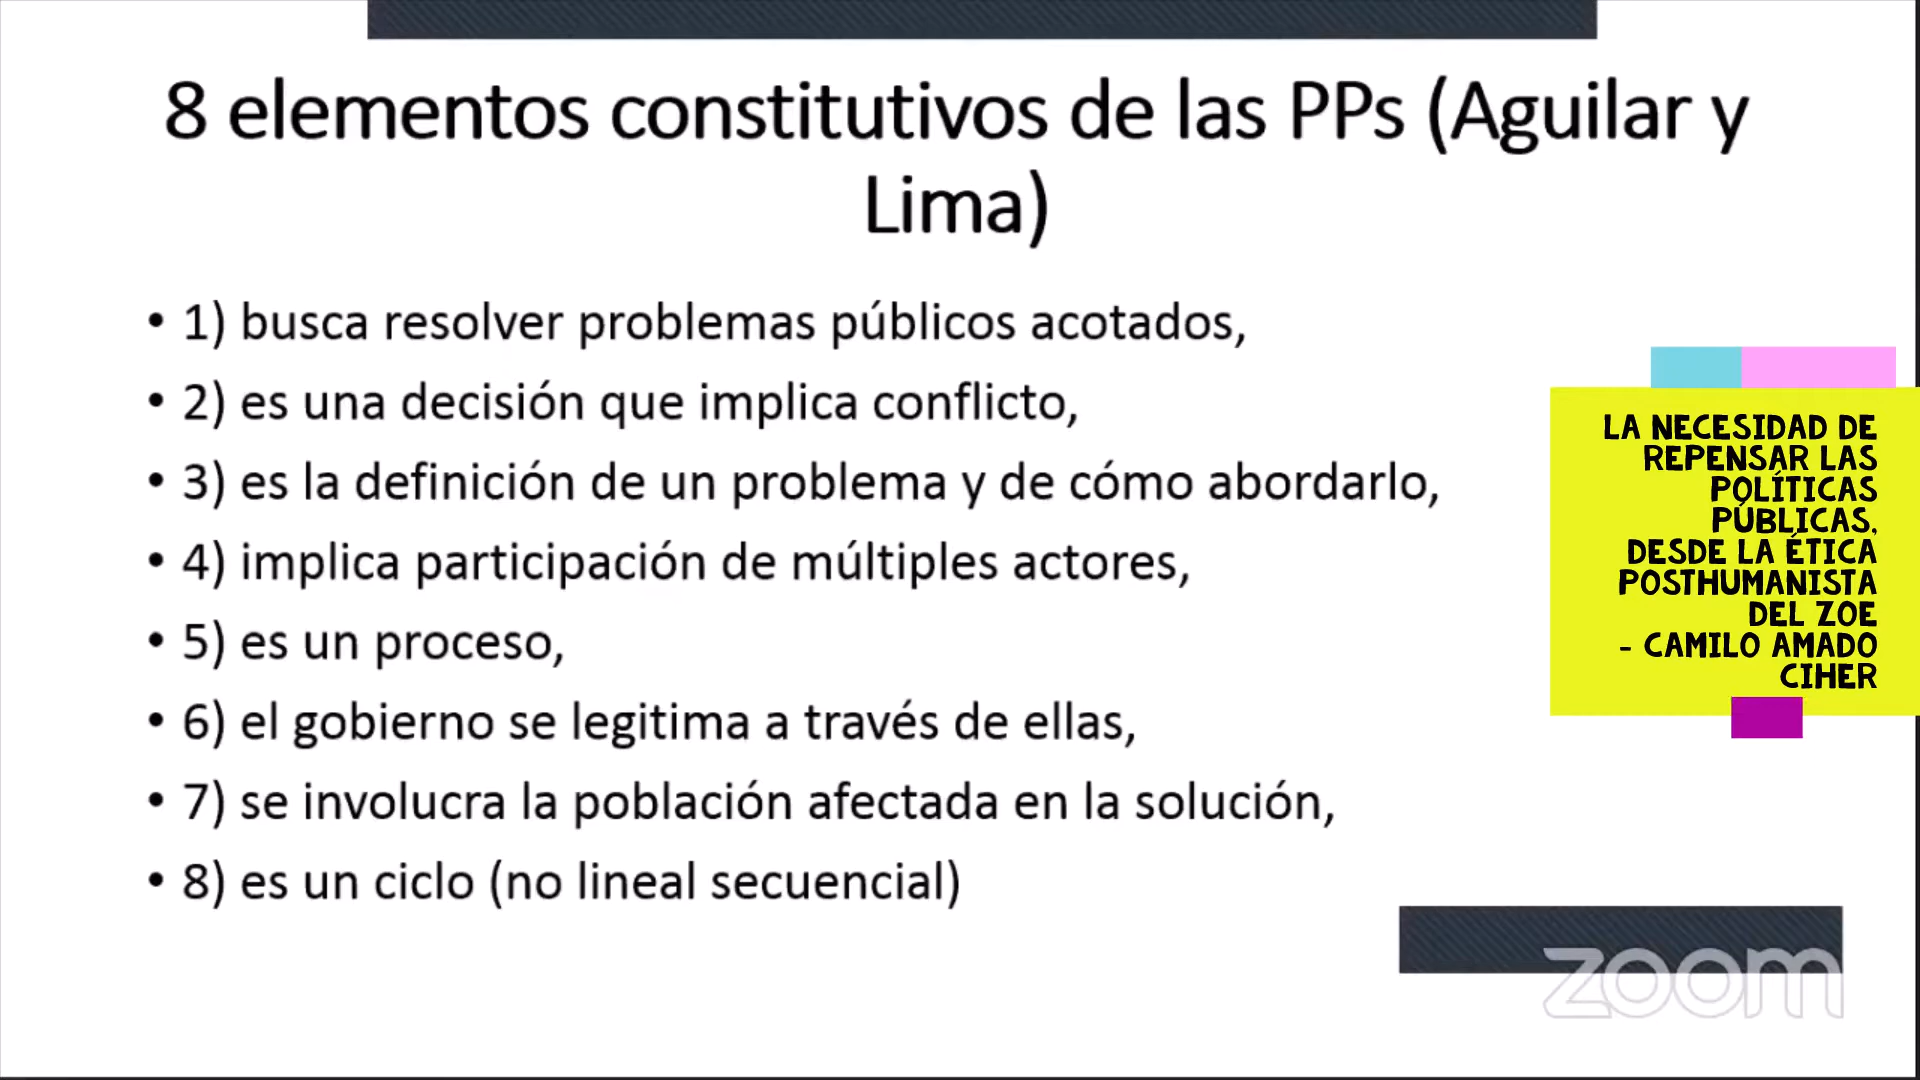 8 elementos constitutivos de las PPs (Aguilar y
Lima)
• 1) busca resolver problemas públicos acotados,
• 2) es una decisión que implica conflicto,
• 3) es la definición de un problema y de cómo abordarlo,
• 4) implica participación de múltiples actores,
• 5) es un proceso,
• 6) el gobierno se legitima a través de ellas,
• 7) se involucra la población afectada en la solución,
• 8) es un ciclo (no lineal secuencial)
LA NECESIDAD DE
REPENSAR LAS
POLÍTICAS
PÚBLICAS,
DESDE LA ÉTICA
POSTHUMANISTA
DEL ZOE
- CAMILO AMADO
CIHER
zoom